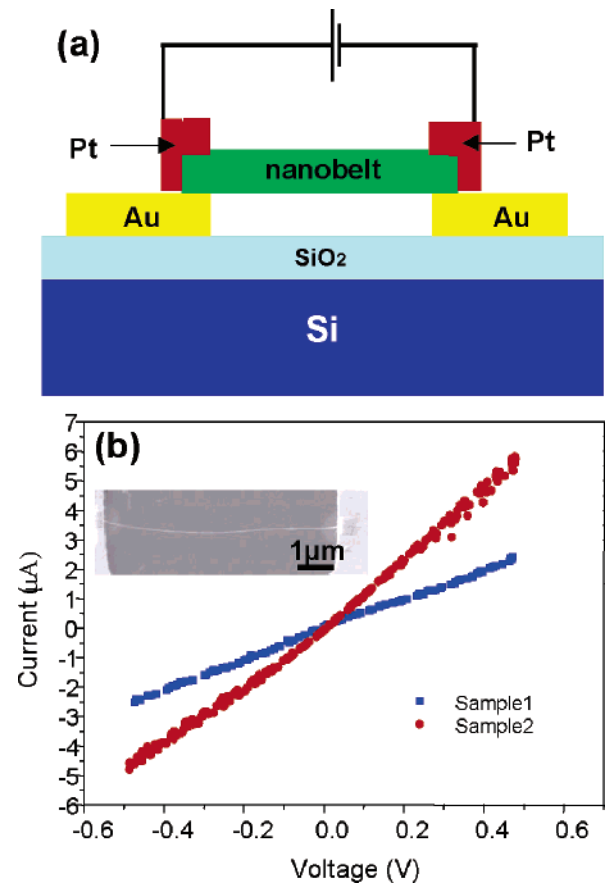 (a)
Pt
Pt
nanobelt
Au
Au
SiO2
Si
(b)
7
6
5
4
3
2
1
0
-1
-2
-3
-4
-5
-6
Current (μA)
1μm
Sample1
Sample2
-0.6 -0.4 -0.2 0.0 0.2 0.4 0.6
Voltage (V)